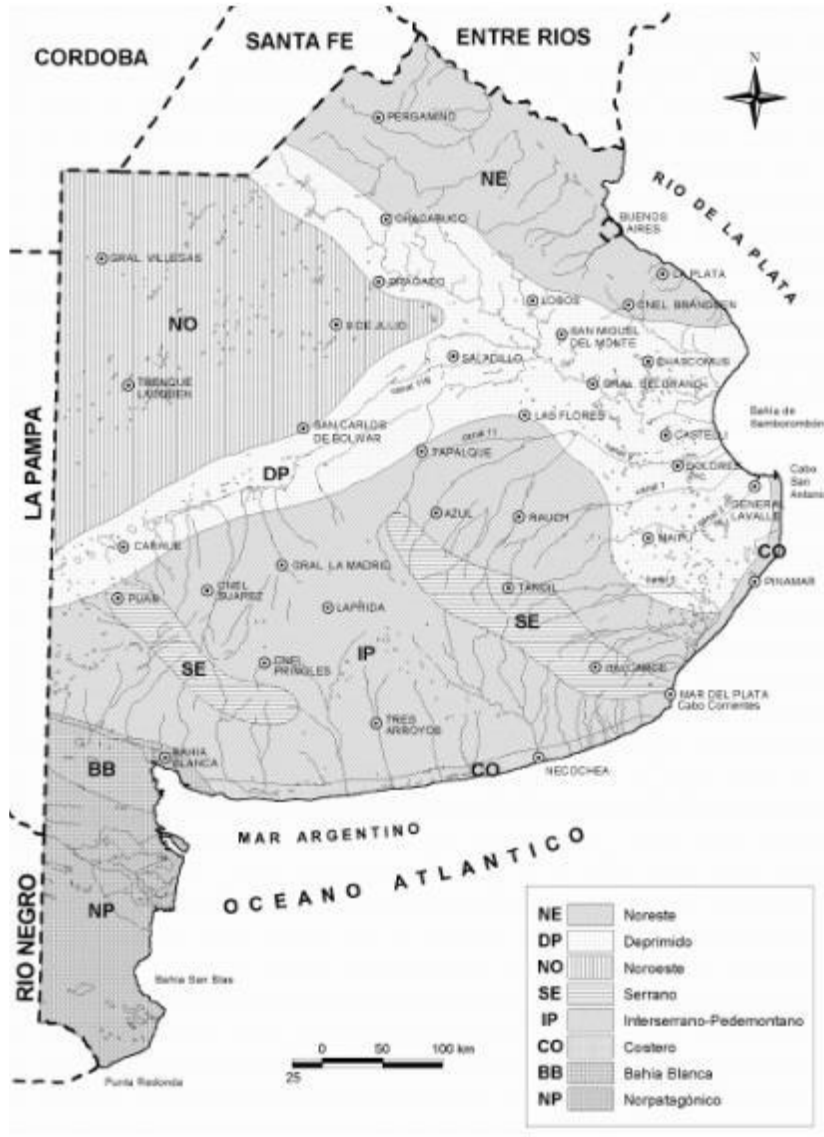 CORDOBA
SANTA FE
ENTRE RIOS
N
PERGAMINO
NE
RIO DE LA PLATA
CHACABUCO
BUENOS
AIRES
GRAL. VILLEGAS
LA PLATA
BRAGADO
LOBOS
CNEL BRANDSEN
NO
9 DE JULIO
SAN MIGUEL
DEL MONTE
SALADILLO
CHASCOMUS
TRENQUE
LAUQUEN
GRAL. BELGRANO
canal 11
LAS FLORES
Bahía de
Samborombón
SAN CARLOS
DE BOLIVAR
CASTELLI
TAPALQUE
DOLORES
Cabo
San
Antonio
LA PAMPA
DP
canal 1
GENERAL
LAVALLE
AZUL
RAUCH
MAIPU
CARHUE
CO
GRAL. LA MADRID
PINAMAR
PUAN
CNEL
SUAREZ
TANDIL
LAPRIDA
SE
SE
CNEL
PRINGLES
IP
BALCARCE
MAR DEL PLATA
Cabo Corrientes
TRES
ARROYOS
BAHIA
BLANCA
BB
CO
NECOCHEA
MAR ARGENTINO
OCEANO ATLANTICO
RIO NEGRO
NP
Bahía San Blas
Punta Redonda
0 50 100 km
25
NE Noreste
DP Deprimido
NO Noroeste
SE Serrano
IP Interserrano-Pedemontano
CO Costero
BB Bahía Blanca
NP Norpatagónico